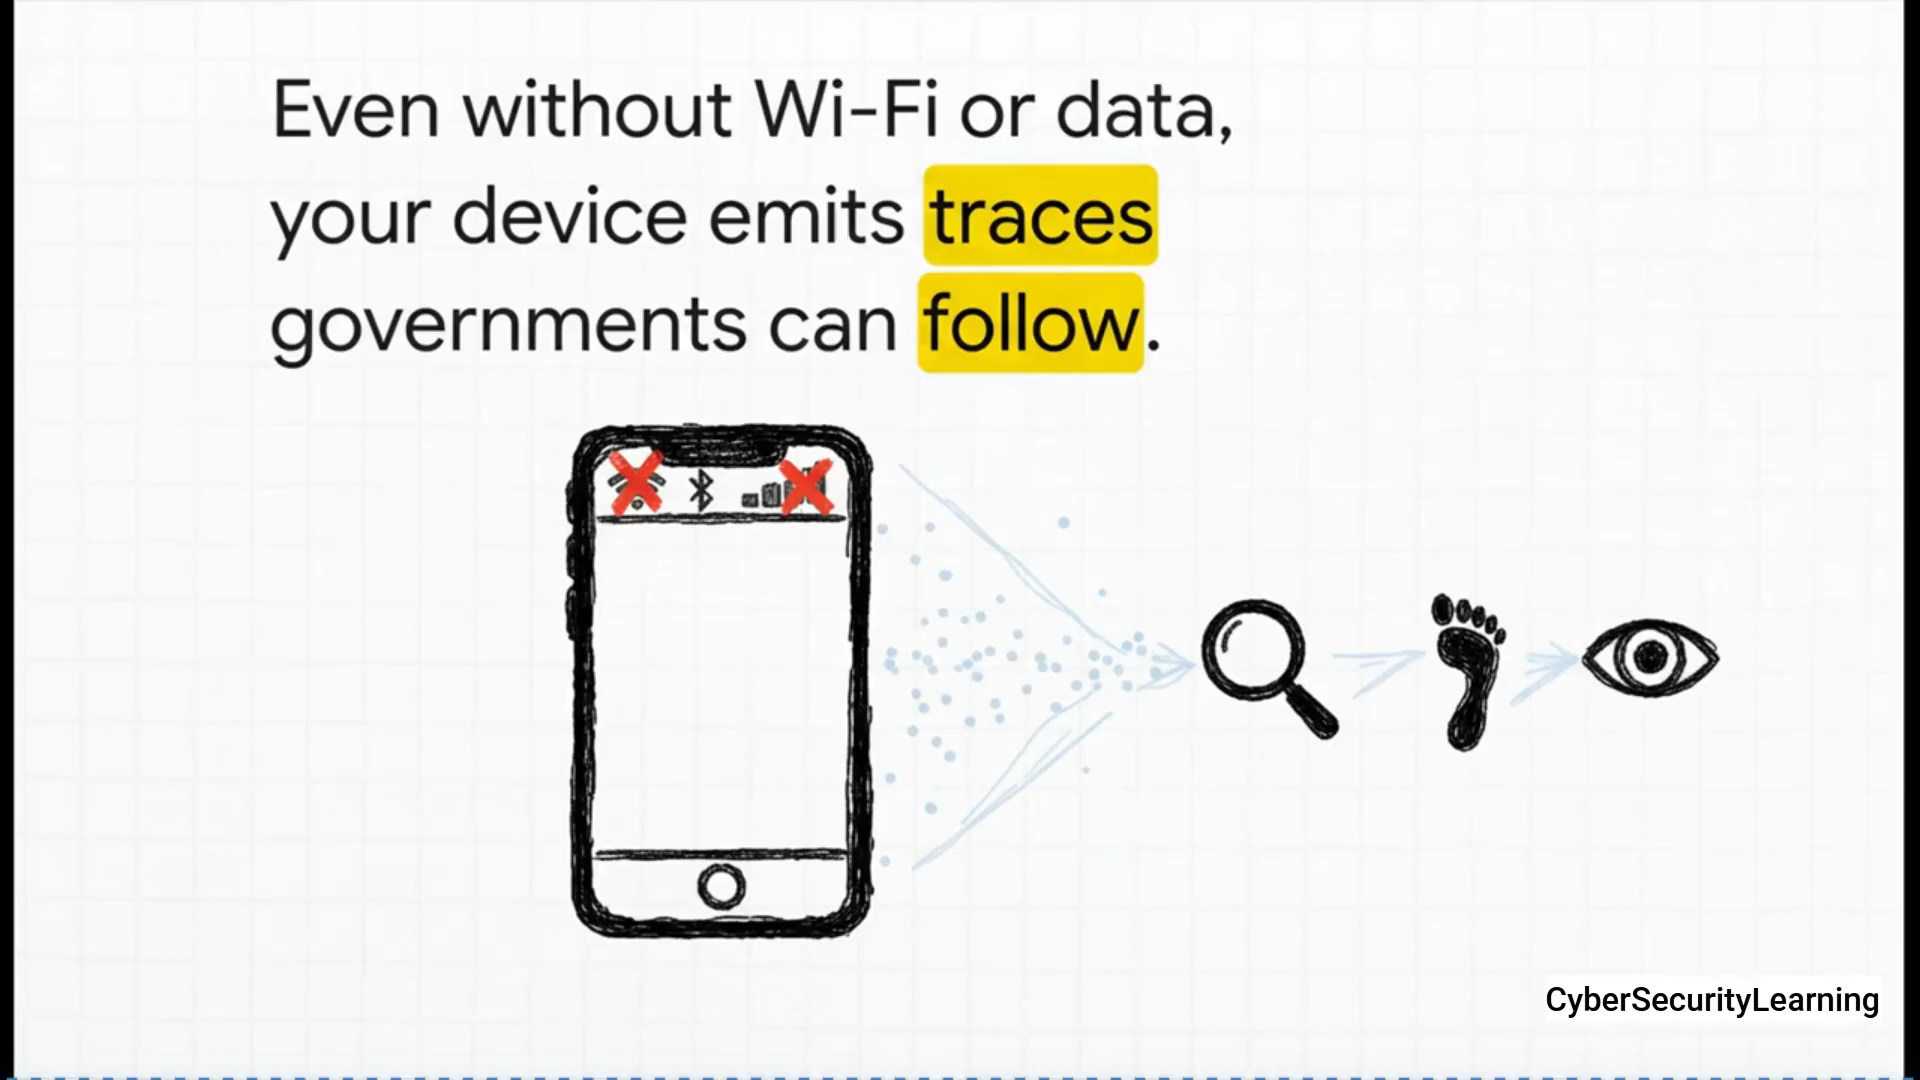 Even without Wi-Fi or data,
your device emits traces
governments can follow.
CyberSecurityLearning